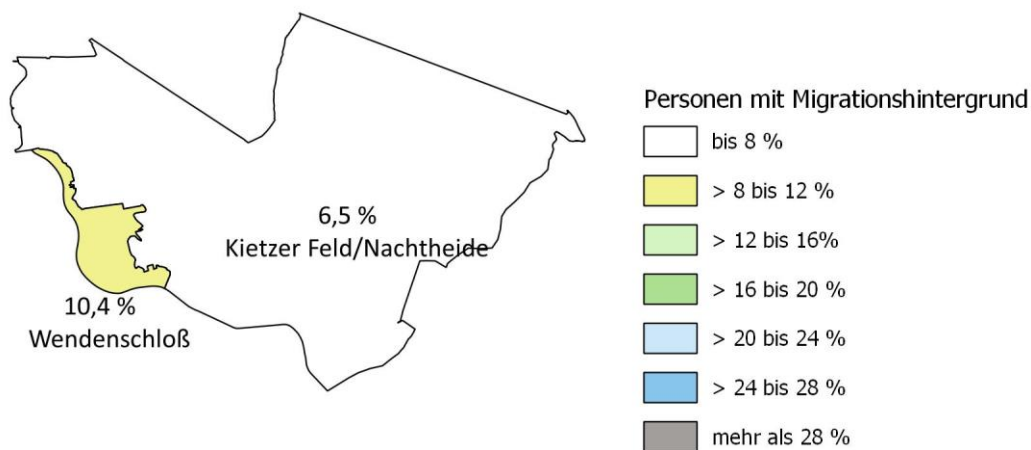 6,5 %
Kietzer Feld/Nachtheide
10,4 %
Wendenschloß
Personen mit Migrationshintergrund
bis 8 %
> 8 bis 12 %
> 12 bis 16%
> 16 bis 20 %
> 20 bis 24 %
> 24 bis 28 %
mehr als 28 %